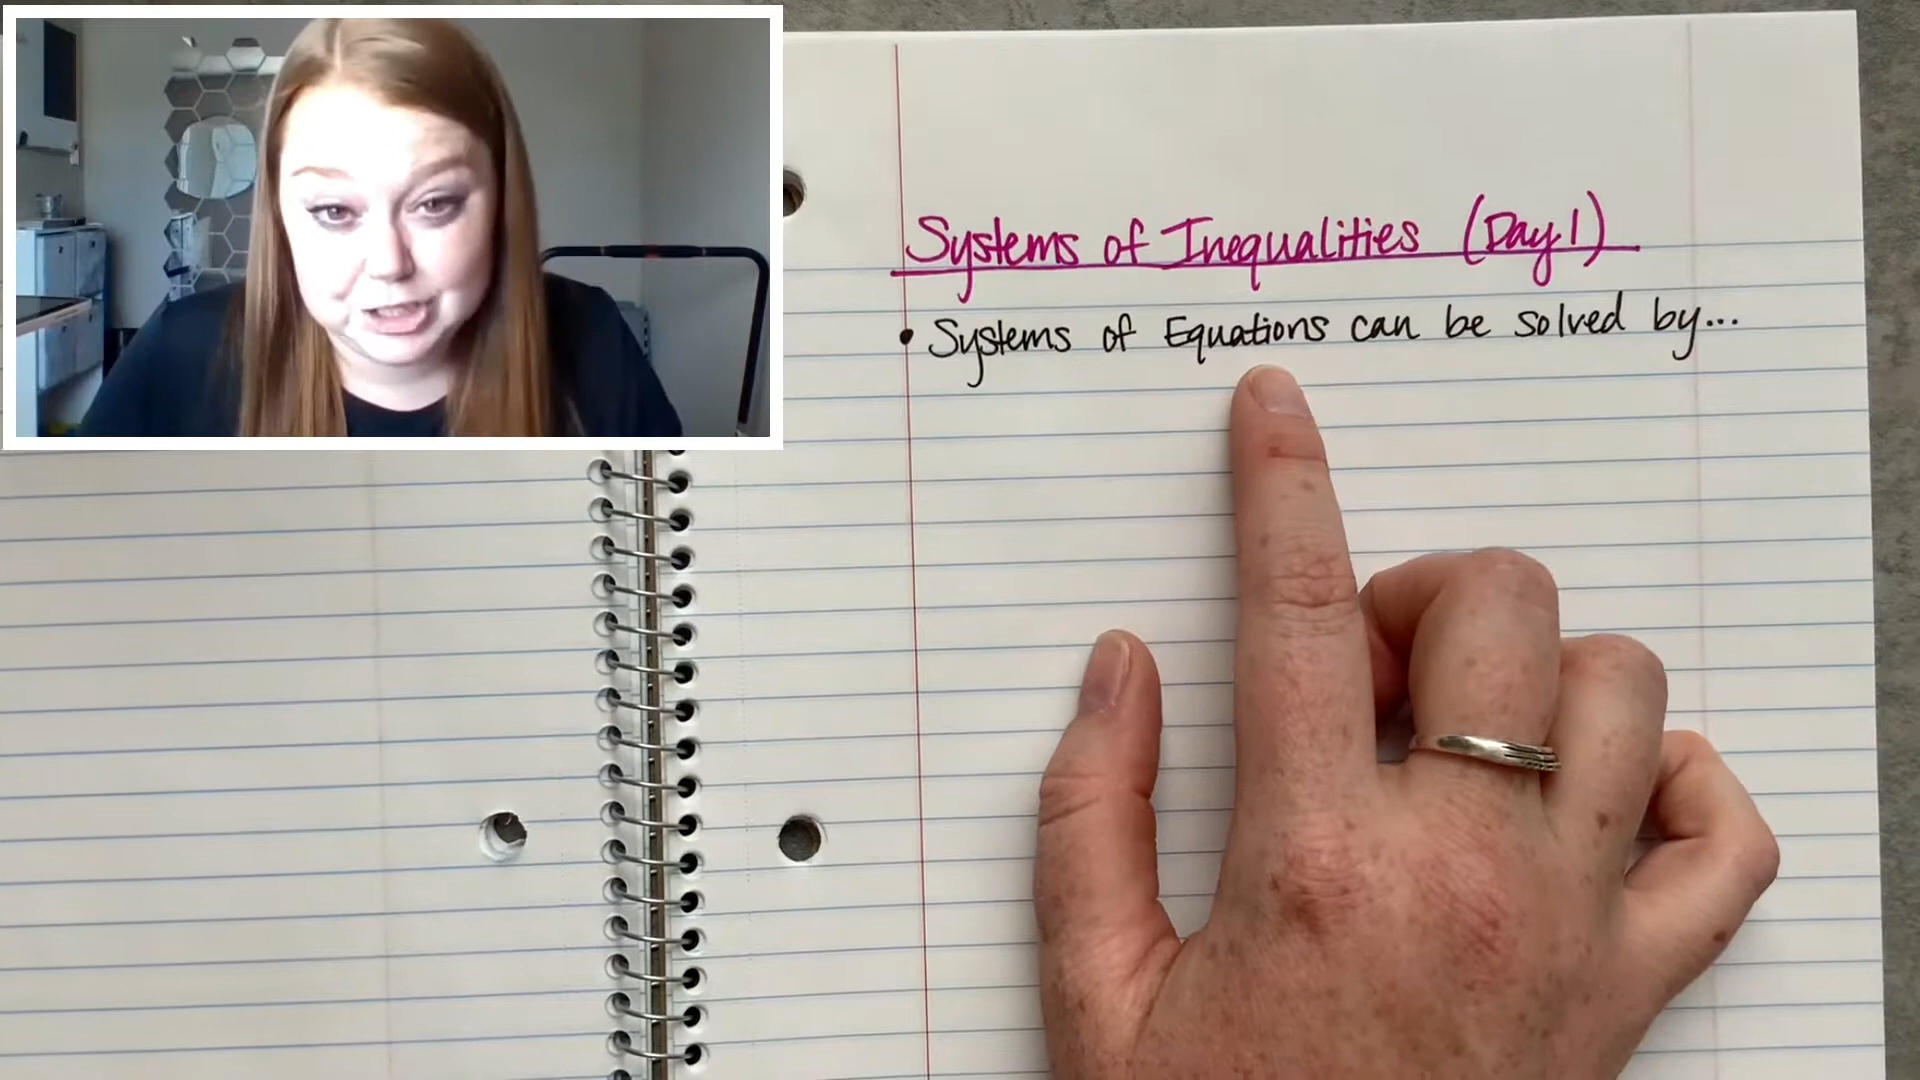 Systems of Inequalities (Day 1)
• Systems of Equations can be solved by...